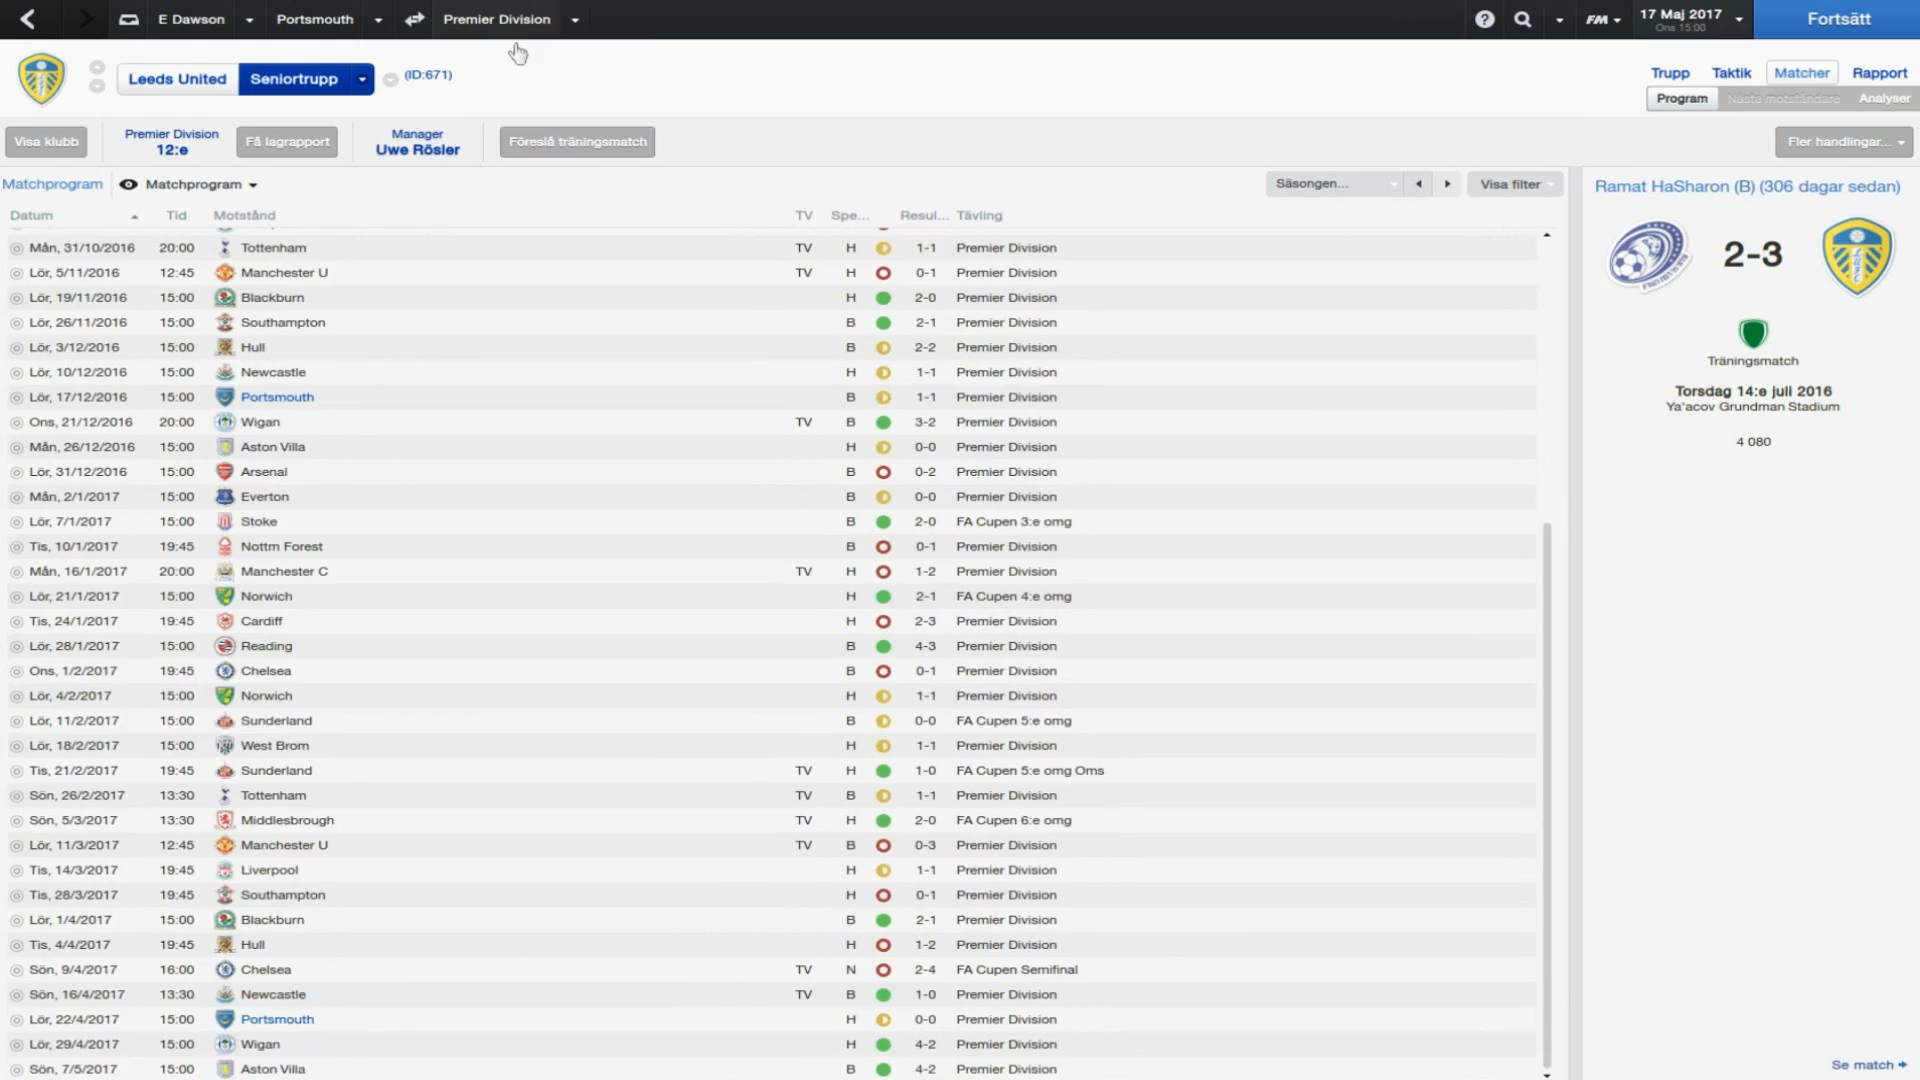 E Dawson Portsmouth Premier Division FM 17 Maj 2017 Ons 15:00 Fortsätt
Leeds United Seniortrupp (ID:671) Trupp Taktik Matcher Rapport
Program Nästa motståndare Analyser
Visa klubb Premier Division 12:e Få lagrapport Manager Uwe Rösler Föreslå träningsmatch Fler handlingar...
Matchprogram Matchprogram Säsongen... Visa filter
Datum Tid Motstånd TV Spe... Resul... Tävling
Mån, 31/10/2016 20:00 Tottenham TV H 1-1 Premier Division
Lör, 5/11/2016 12:45 Manchester U TV H 0-1 Premier Division
Lör, 19/11/2016 15:00 Blackburn H 2-0 Premier Division
Lör, 26/11/2016 15:00 Southampton B 2-1 Premier Division
Lör, 3/12/2016 15:00 Hull B 2-2 Premier Division
Lör, 10/12/2016 15:00 Newcastle H 1-1 Premier Division
Lör, 17/12/2016 15:00 Portsmouth B 1-1 Premier Division
Ons, 21/12/2016 20:00 Wigan TV B 3-2 Premier Division
Mån, 26/12/2016 15:00 Aston Villa H 0-0 Premier Division
Lör, 31/12/2016 15:00 Arsenal B 0-2 Premier Division
Mån, 2/1/2017 15:00 Everton B 0-0 Premier Division
Lör, 7/1/2017 15:00 Stoke B 2-0 FA Cupen 3:e omg
Tis, 10/1/2017 19:45 Nottm Forest B 0-1 Premier Division
Mån, 16/1/2017 20:00 Manchester C TV H 1-2 Premier Division
Lör, 21/1/2017 15:00 Norwich H 2-1 FA Cupen 4:e omg
Tis, 24/1/2017 19:45 Cardiff H 2-3 Premier Division
Lör, 28/1/2017 15:00 Reading B 4-3 Premier Division
Ons, 1/2/2017 19:45 Chelsea B 0-1 Premier Division
Lör, 4/2/2017 15:00 Norwich H 1-1 Premier Division
Lör, 11/2/2017 15:00 Sunderland B 0-0 FA Cupen 5:e omg
Lör, 18/2/2017 15:00 West Brom H 1-1 Premier Division
Tis, 21/2/2017 19:45 Sunderland TV H 1-0 FA Cupen 5:e omg Oms
Sön, 26/2/2017 13:30 Tottenham TV B 1-1 Premier Division
Sön, 5/3/2017 13:30 Middlesbrough TV H 2-0 FA Cupen 6:e omg
Lör, 11/3/2017 12:45 Manchester U TV B 0-3 Premier Division
Tis, 14/3/2017 19:45 Liverpool H 1-1 Premier Division
Tis, 28/3/2017 19:45 Southampton H 0-1 Premier Division
Lör, 1/4/2017 15:00 Blackburn B 2-1 Premier Division
Tis, 4/4/2017 19:45 Hull H 1-2 Premier Division
Sön, 9/4/2017 16:00 Chelsea TV N 2-4 FA Cupen Semifinal
Sön, 16/4/2017 13:30 Newcastle TV B 1-0 Premier Division
Lör, 22/4/2017 15:00 Portsmouth H 0-0 Premier Division
Lör, 29/4/2017 15:00 Wigan H 4-2 Premier Division
Sön, 7/5/2017 15:00 Aston Villa B 4-2 Premier Division
Ramat HaSharon (B) (306 dagar sedan)
2-3
Träningsmatch
Torsdag 14:e juli 2016
Ya'acov Grundman Stadium
4 080
Se match